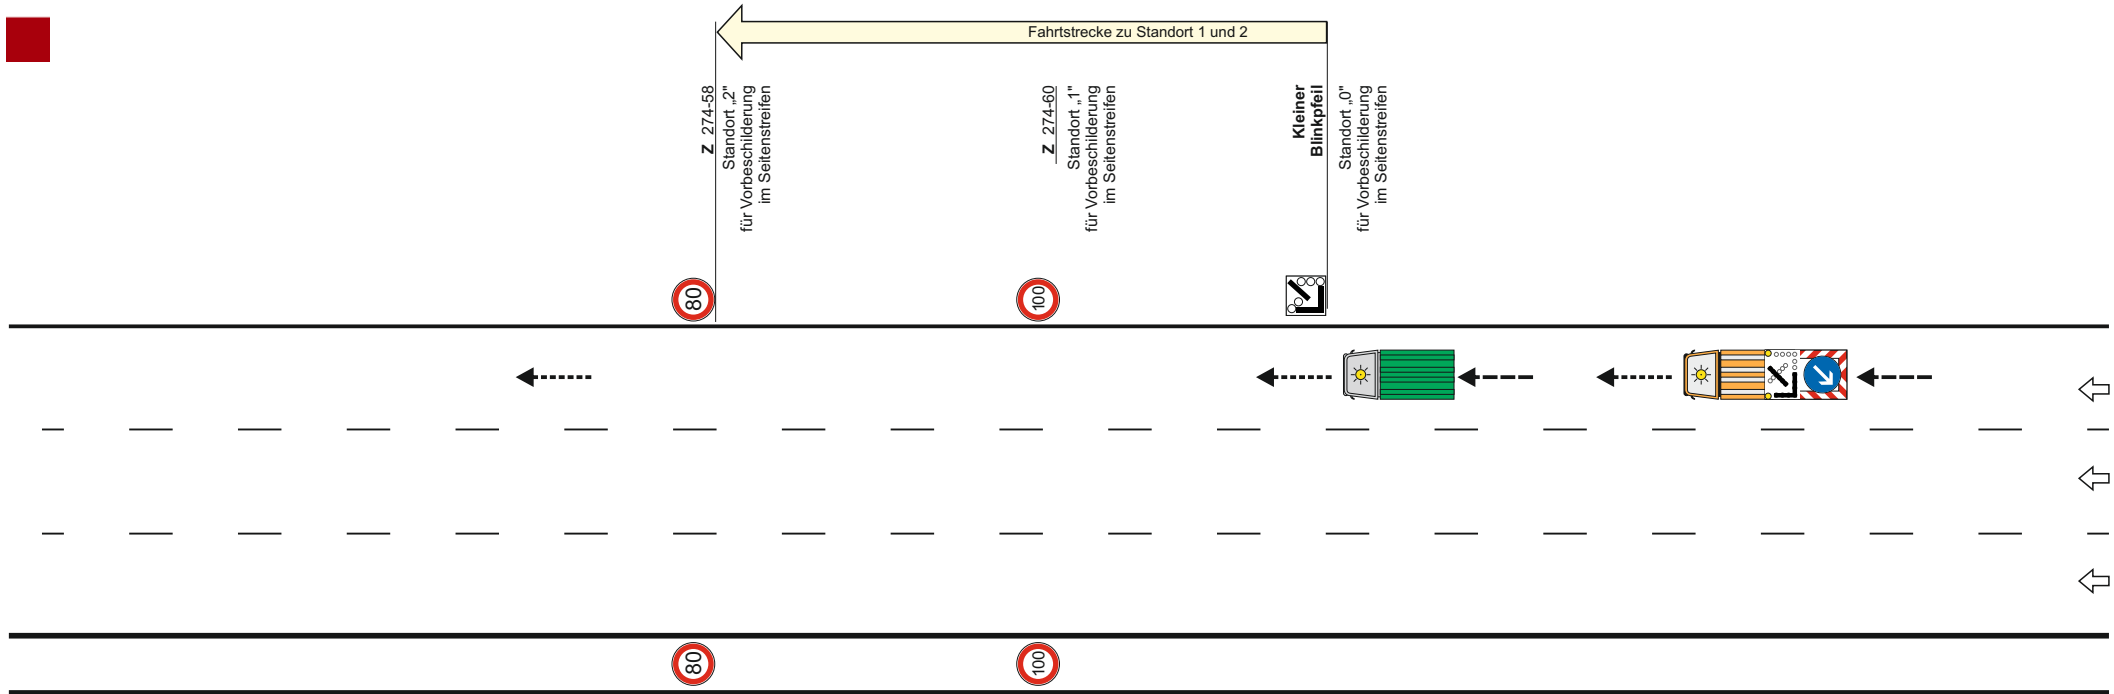 Fahrtstrecke zu Standort 1 und 2
Z 274-58
Standort „2"
für Vorbeschilderung
im Seitenstreifen
Z 274-60
Standort „1"
für Vorbeschilderung
im Seitenstreifen
Kleiner
Blinkpfeil
Standort „0"
für Vorbeschilderung
im Seitenstreifen
80
100
80
100